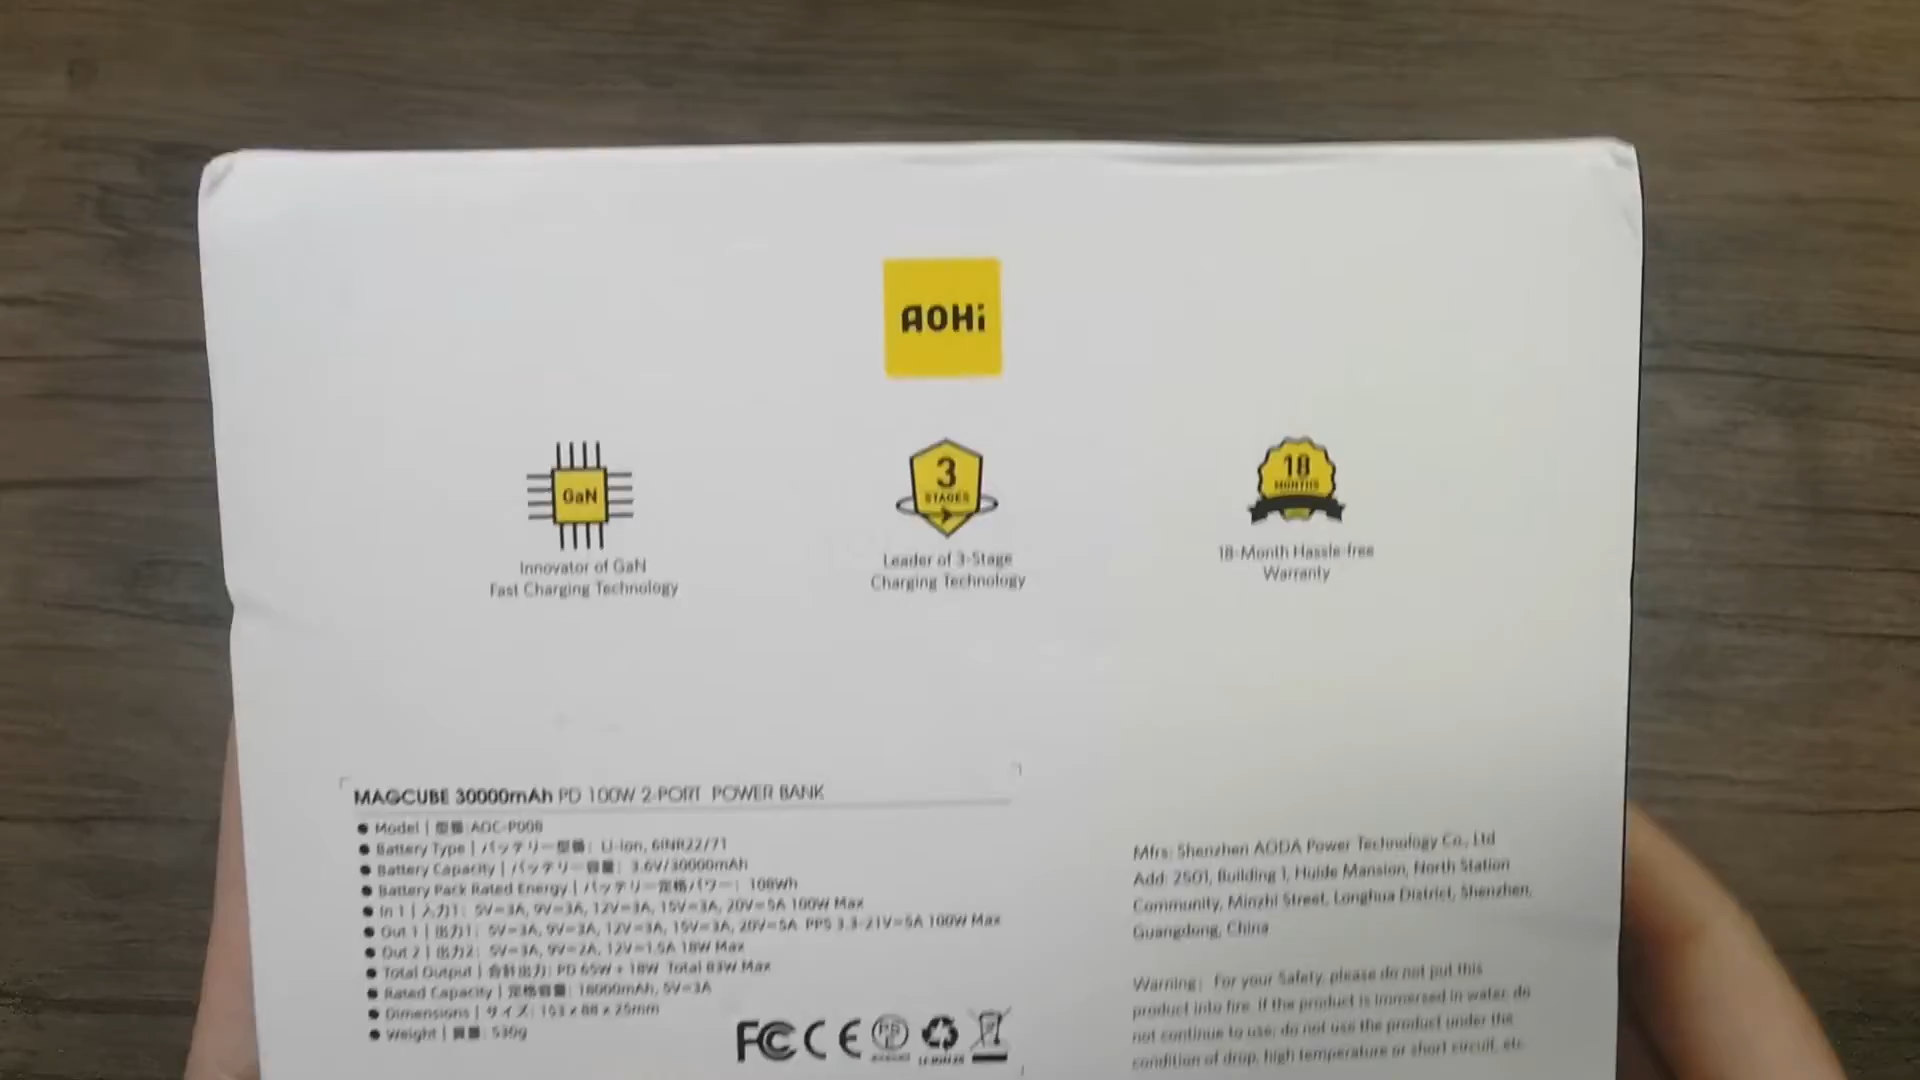 AOHi
GaN
Innovator of GaN
Fast Charging Technology
3
STAGES
Leader of 3-Stage
Charging Technology
18
MONTHS
18-Month Hassle-free
Warranty
MAGCUBE 30000mAh PD 100W 2-PORT POWER BANK
Model | 型番: AOC-P008
Battery Type | バッテリー型番: Li-ion, 6INR22/71
Battery Capacity | バッテリー容量: 3.6V/30000mAh
Battery Pack Rated Energy | バッテリー定格パワー: 108Wh
In 1 | 入力1: 5V=3A, 9V=3A, 12V=3A, 15V=3A, 20V=5A 100W Max
Out 1 | 出力1: 5V=3A, 9V=3A, 12V=3A, 15V=3A, 20V=5A PPS 3.3-21V=5A 100W Max
Out 2 | 出力2: 5V=3A, 9V=2A, 12V=1.5A 18W Max
Total Output | 合計出力: PD 65W + 18W Total 83W Max
Rated Capacity | 定格容量: 18000mAh, 5V=3A
Dimensions | サイズ: 153 x 88 x 25mm
Weight | 質量: 530g
FC CE PS
Mfrs: Shenzhen AODA Power Technology Co., Ltd
Add: 2501, Building 1, Huide Mansion, North Station
Community, Minzhi Street, Longhua District, Shenzhen,
Guangdong, China
Warning: For your Safety, please do not put this
product into fire. If the product is immersed in water, do
not continue to use; do not use the product under the
condition of drop, high temperature or short circuit, etc